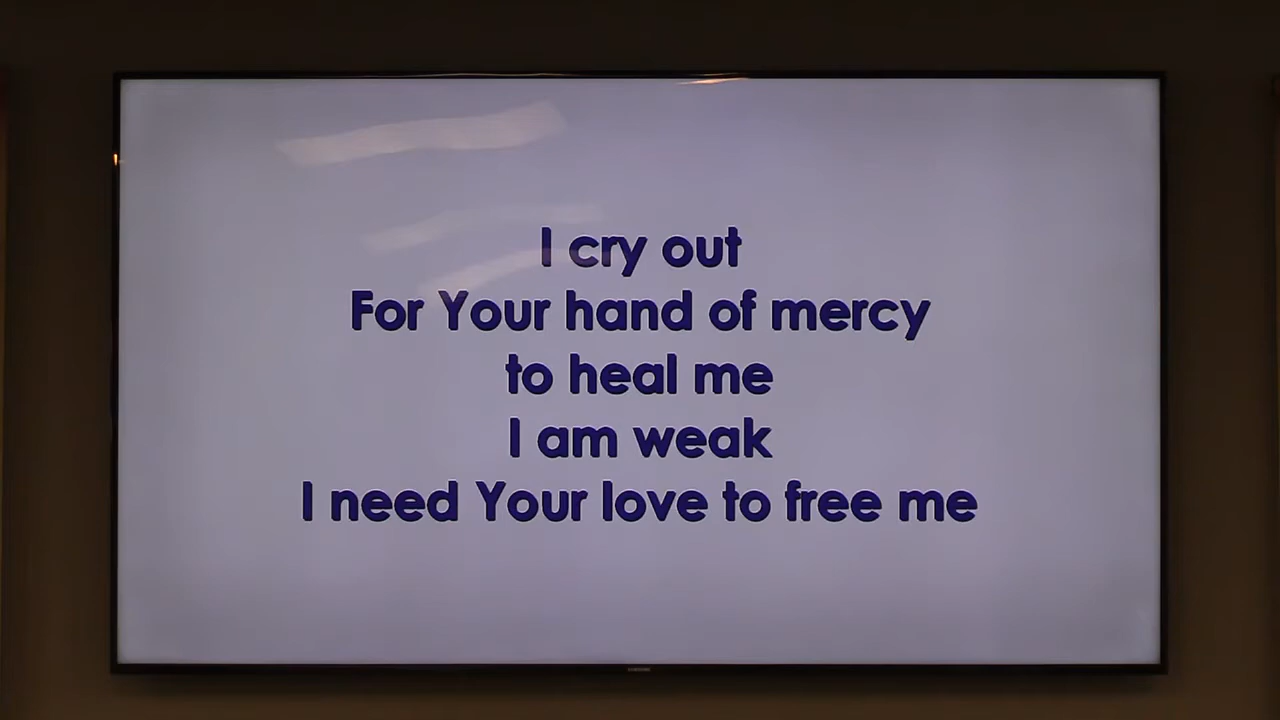 I cry out
For Your hand of mercy
to heal me
I am weak
I need Your love to free me